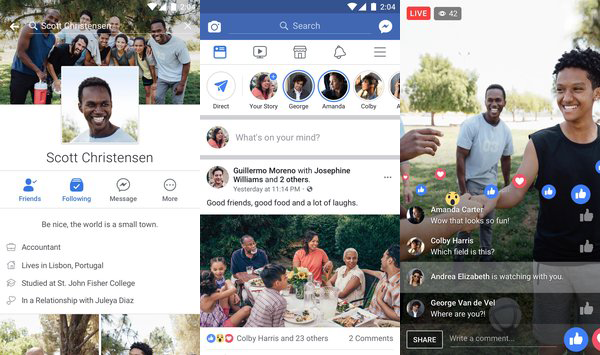 2:04
Scott Christensen
Scott Christensen
Friends
Following
Message
More
Be nice, the world is a small town.
Accountant
Lives in Lisbon, Portugal
Studied at St. John Fisher College
In a Relationship with Juleya Diaz
2:04
Search
Direct
Your Story
George
Amanda
Colby
A
What's on your mind?
Guillermo Moreno with Josephine
Williams and 2 others.
Yesterday at 11:14 PM ·
Good friends, good food and a lot of laughs.
Colby Harris and 23 others
2 Comments
LIVE
42
Amanda Carter
Wow that looks so fun!
Colby Harris
Which field is this?
Andrea Elizabeth is watching with you.
George Van de Vel
Where are you?!
SHARE
Write a comment...